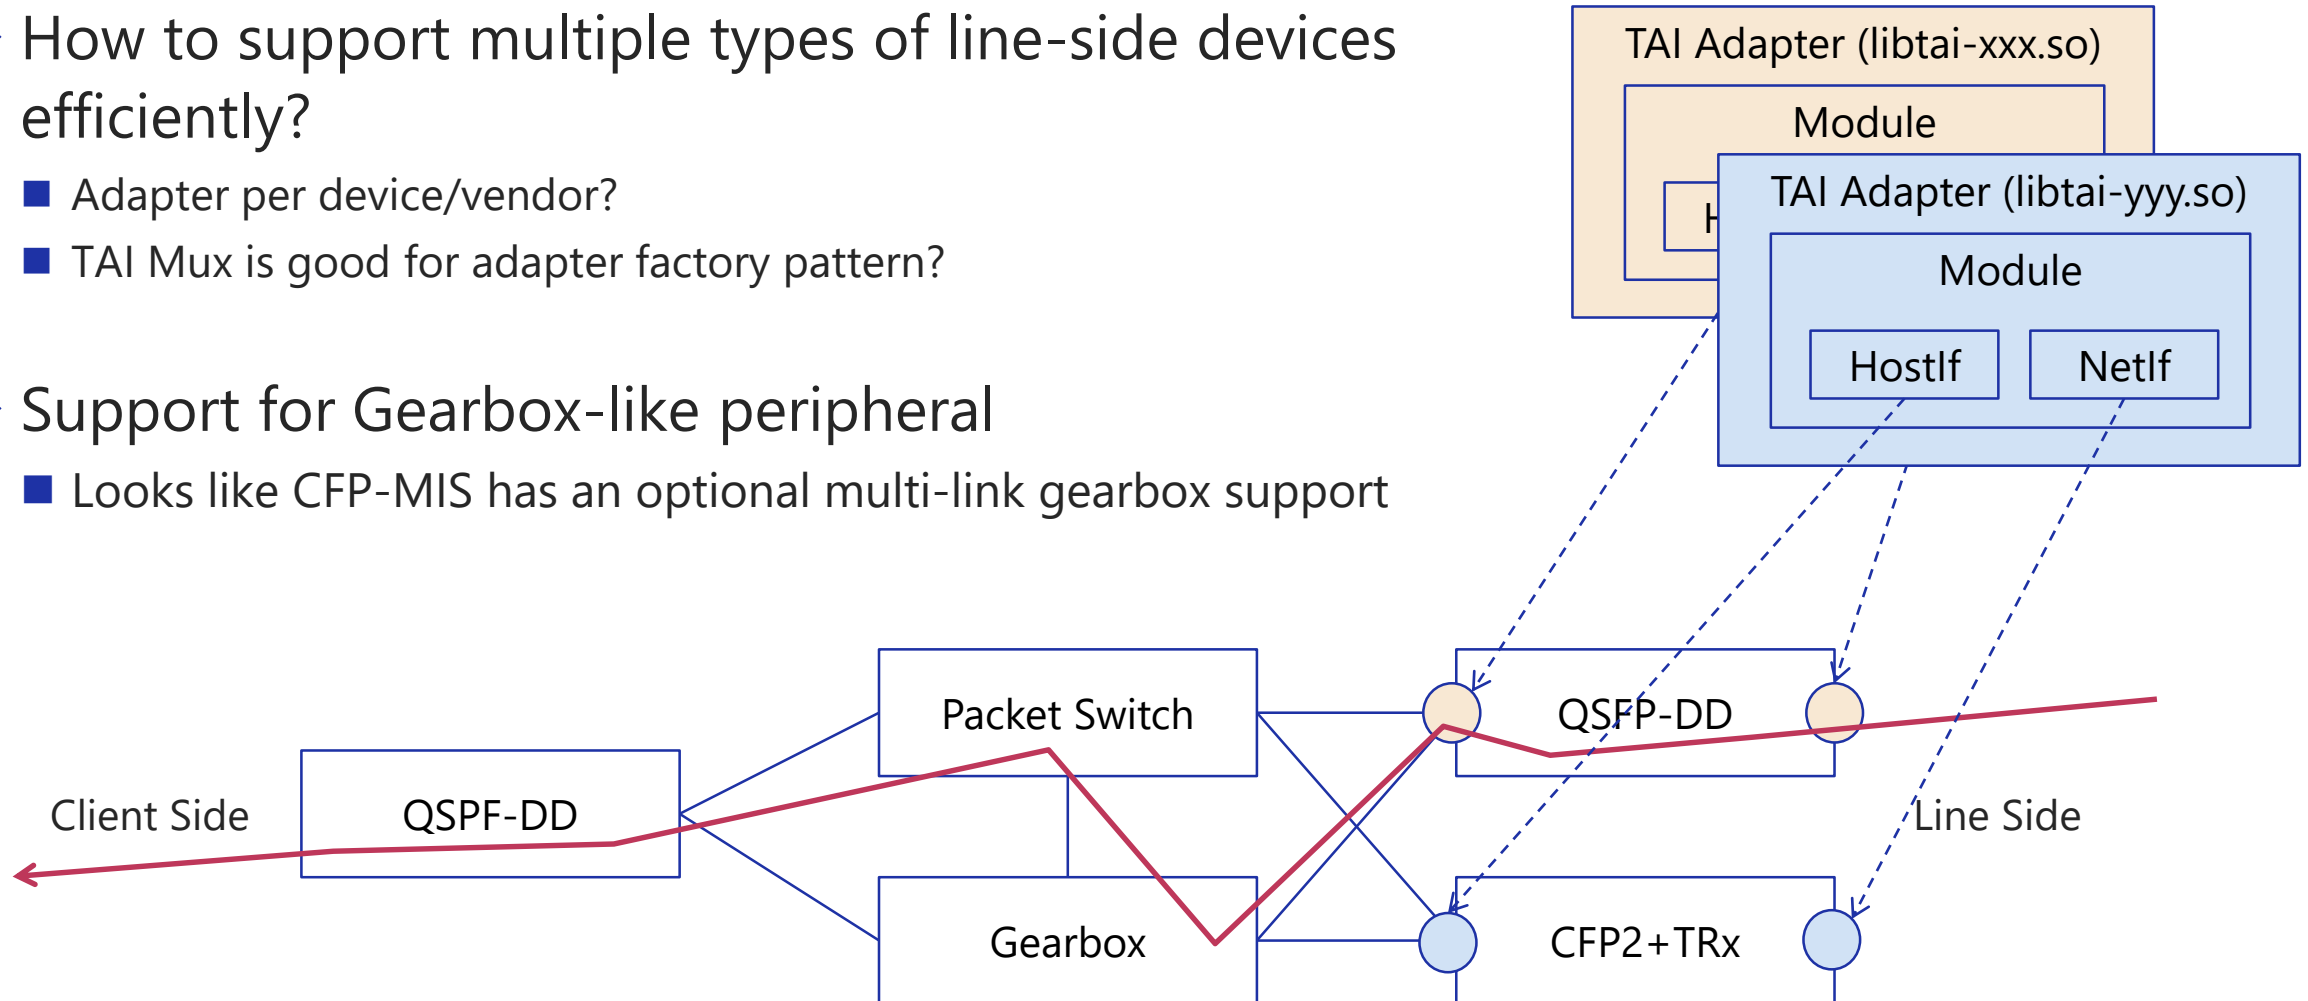 How to support multiple types of line-side devices
efficiently?
Adapter per device/vendor?
TAI Mux is good for adapter factory pattern?
Support for Gearbox-like peripheral
Looks like CFP-MIS has an optional multi-link gearbox support
TAI Adapter (libtai-xxx.so)
Module
H
TAI Adapter (libtai-yyy.so)
Module
HostIf NetIf
Packet Switch
QSFP-DD
Client Side
QSPF-DD
Line Side
Gearbox
CFP2+TRx